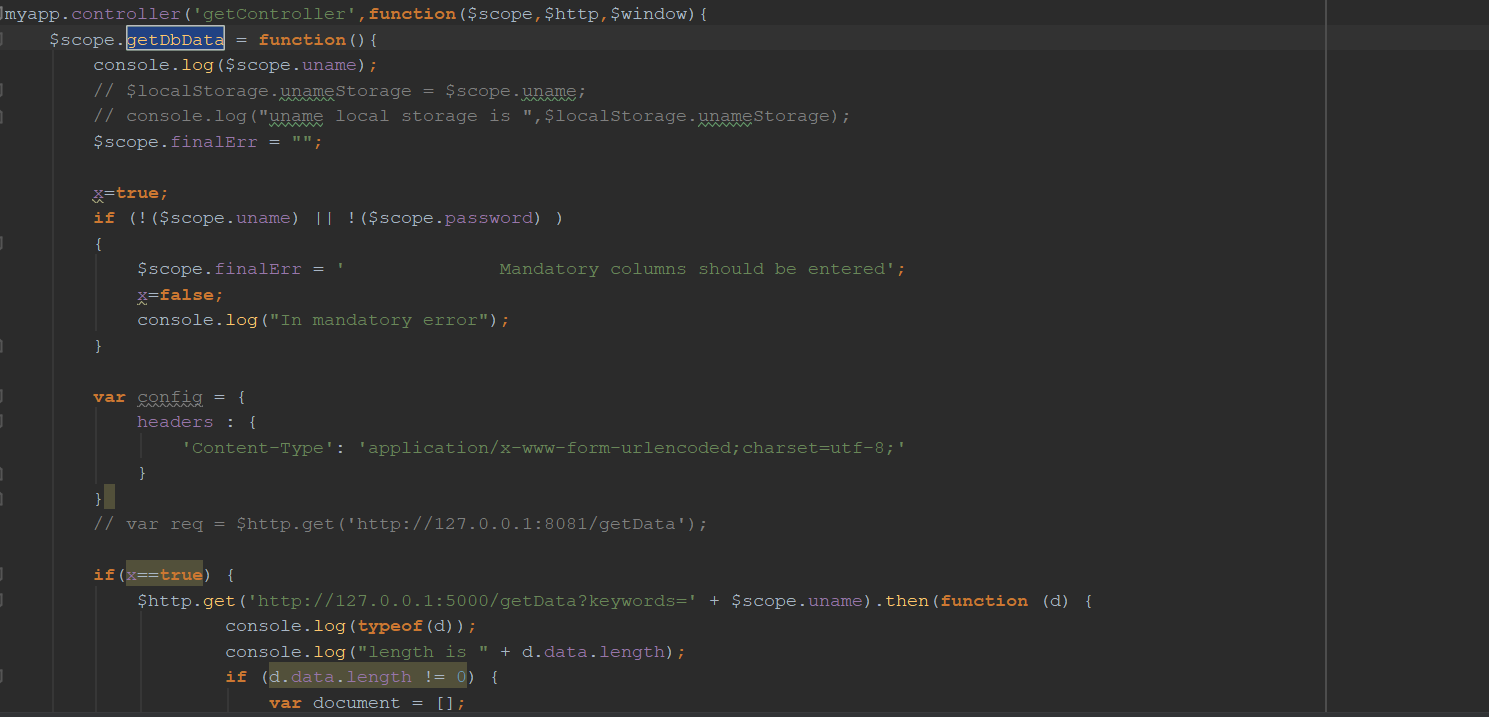 myapp.controller('getController',function($scope,$http,$window){
$scope.getDbData = function(){
console.log($scope.uname);
// $localStorage.unameStorage = $scope.uname;
// console.log("uname local storage is ",$localStorage.unameStorage);
$scope.finalErr = "";
x=true;
if (!($scope.uname) || !($scope.password) )
{
$scope.finalErr = '              Mandatory columns should be entered';
x=false;
console.log("In mandatory error");
}
var config = {
headers : {
'Content-Type': 'application/x-www-form-urlencoded;charset=utf-8;'
}
}
// var req = $http.get('http://127.0.0.1:8081/getData');
if(x==true) {
$http.get('http://127.0.0.1:5000/getData?keywords=' + $scope.uname).then(function (d) {
console.log(typeof(d));
console.log("length is " + d.data.length);
if (d.data.length != 0) {
var document = [];